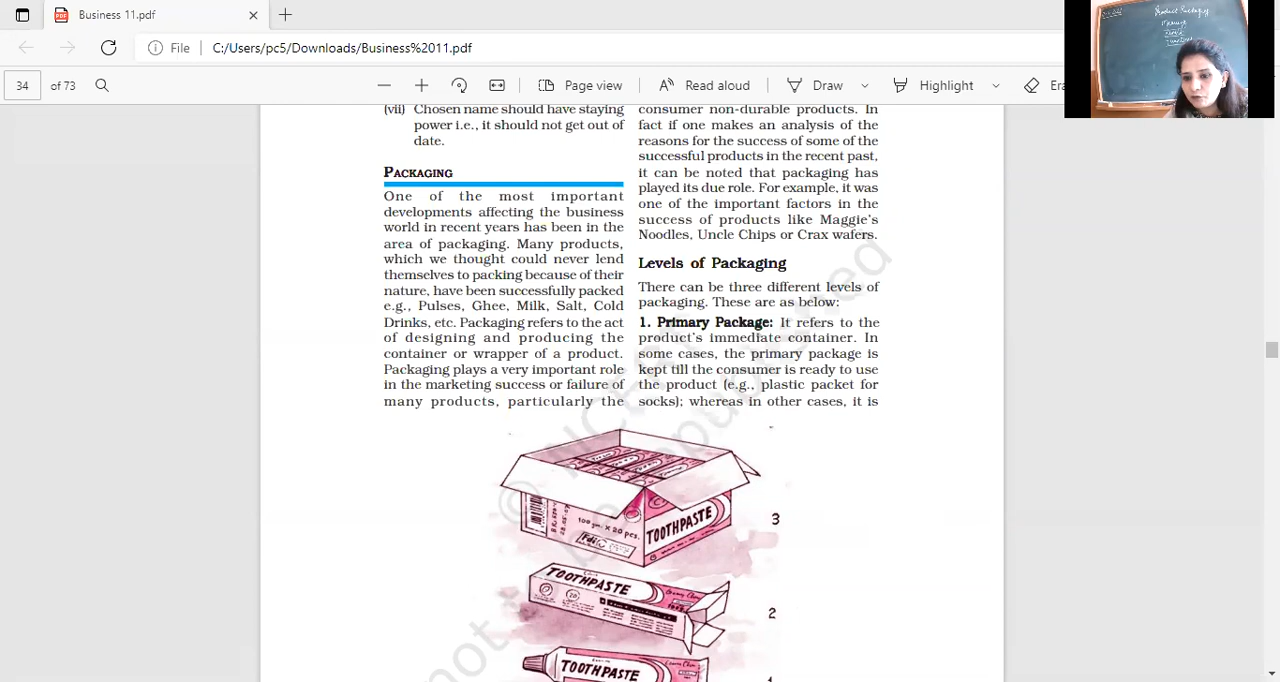 Business 11.pdf
File
C:/Users/pc5/Downloads/Business%2011.pdf
34
of 73
Page view
Read aloud
Draw
Highlight
Product Packaging
Meaning
(vii) Chosen name should have staying
power i.e., it should not get out of
date.
PACKAGING
One of the most important
developments affecting the business
world in recent years has been in the
area of packaging. Many products,
which we thought could never lend
themselves to packing because of their
nature, have been successfully packed
e.g., Pulses, Ghee, Milk, Salt, Cold
Drinks, etc. Packaging refers to the act
of designing and producing the
container or wrapper of a product.
Packaging plays a very important role
in the marketing success or failure of
many products, particularly the
consumer non-durable products. In
fact if one makes an analysis of the
reasons for the success of some of the
successful products in the recent past,
it can be noted that packaging has
played its due role. For example, it was
one of the important factors in the
success of products like Maggie's
Noodles, Uncle Chips or Crax wafers.
Levels of Packaging
There can be three different levels of
packaging. These are as below:
1. Primary Package: It refers to the
product's immediate container. In
some cases, the primary package is
kept till the consumer is ready to use
the product (e.g., plastic packet for
socks); whereas in other cases, it is
100 gm. X 20 pcs.
TOOTHPASTE
3
TOOTHPASTE
2
TOOTHPASTE